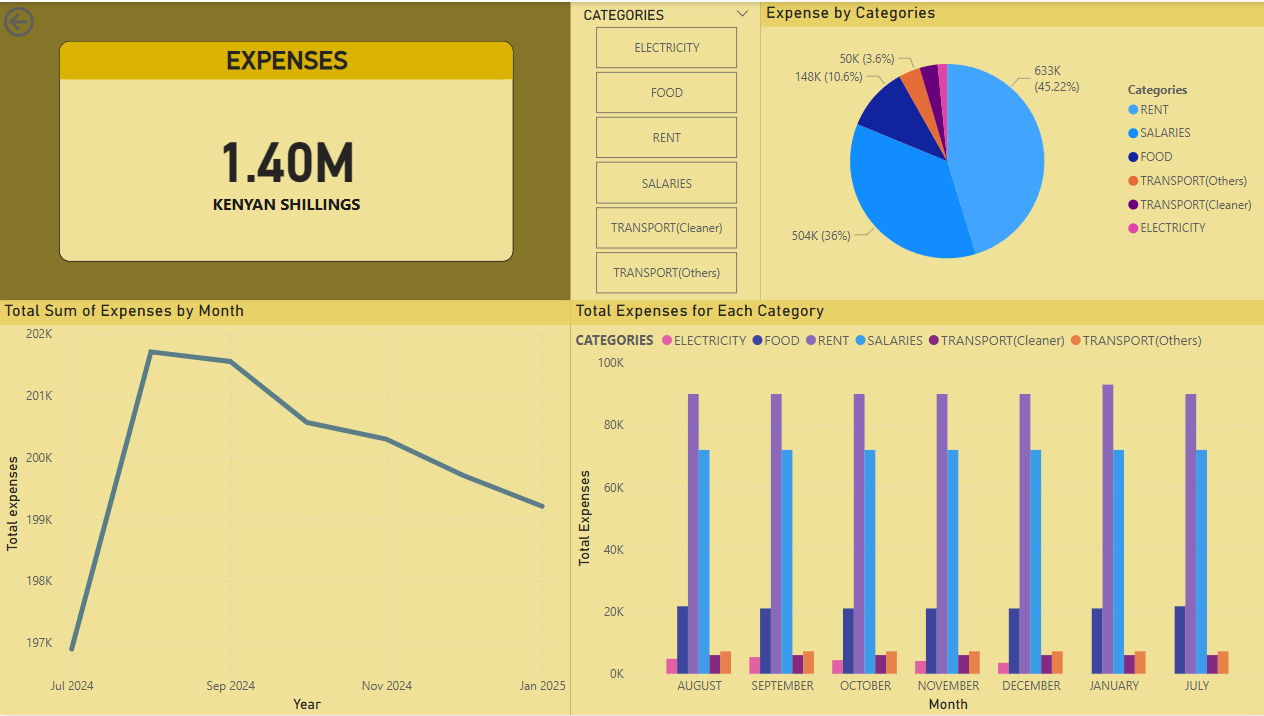 EXPENSES
1.40M
KENYAN SHILLINGS
CATEGORIES
ELECTRICITY
FOOD
RENT
SALARIES
TRANSPORT(Cleaner)
TRANSPORT(Others)
Expense by Categories
50K (3.6%)
148K (10.6%)
633K
(45.22%)
504K (36%)
Categories
RENT
SALARIES
FOOD
TRANSPORT(Others)
TRANSPORT(Cleaner)
ELECTRICITY
Total Sum of Expenses by Month
Total expenses
202K
201K
200K
199K
198K
197K
Jul 2024 Sep 2024 Nov 2024 Jan 2025
Year
Total Expenses for Each Category
CATEGORIES ELECTRICITY FOOD RENT SALARIES TRANSPORT(Cleaner) TRANSPORT(Others)
Total Expenses
100K
80K
60K
40K
20K
0K
AUGUST SEPTEMBER OCTOBER NOVEMBER DECEMBER JANUARY JULY
Month